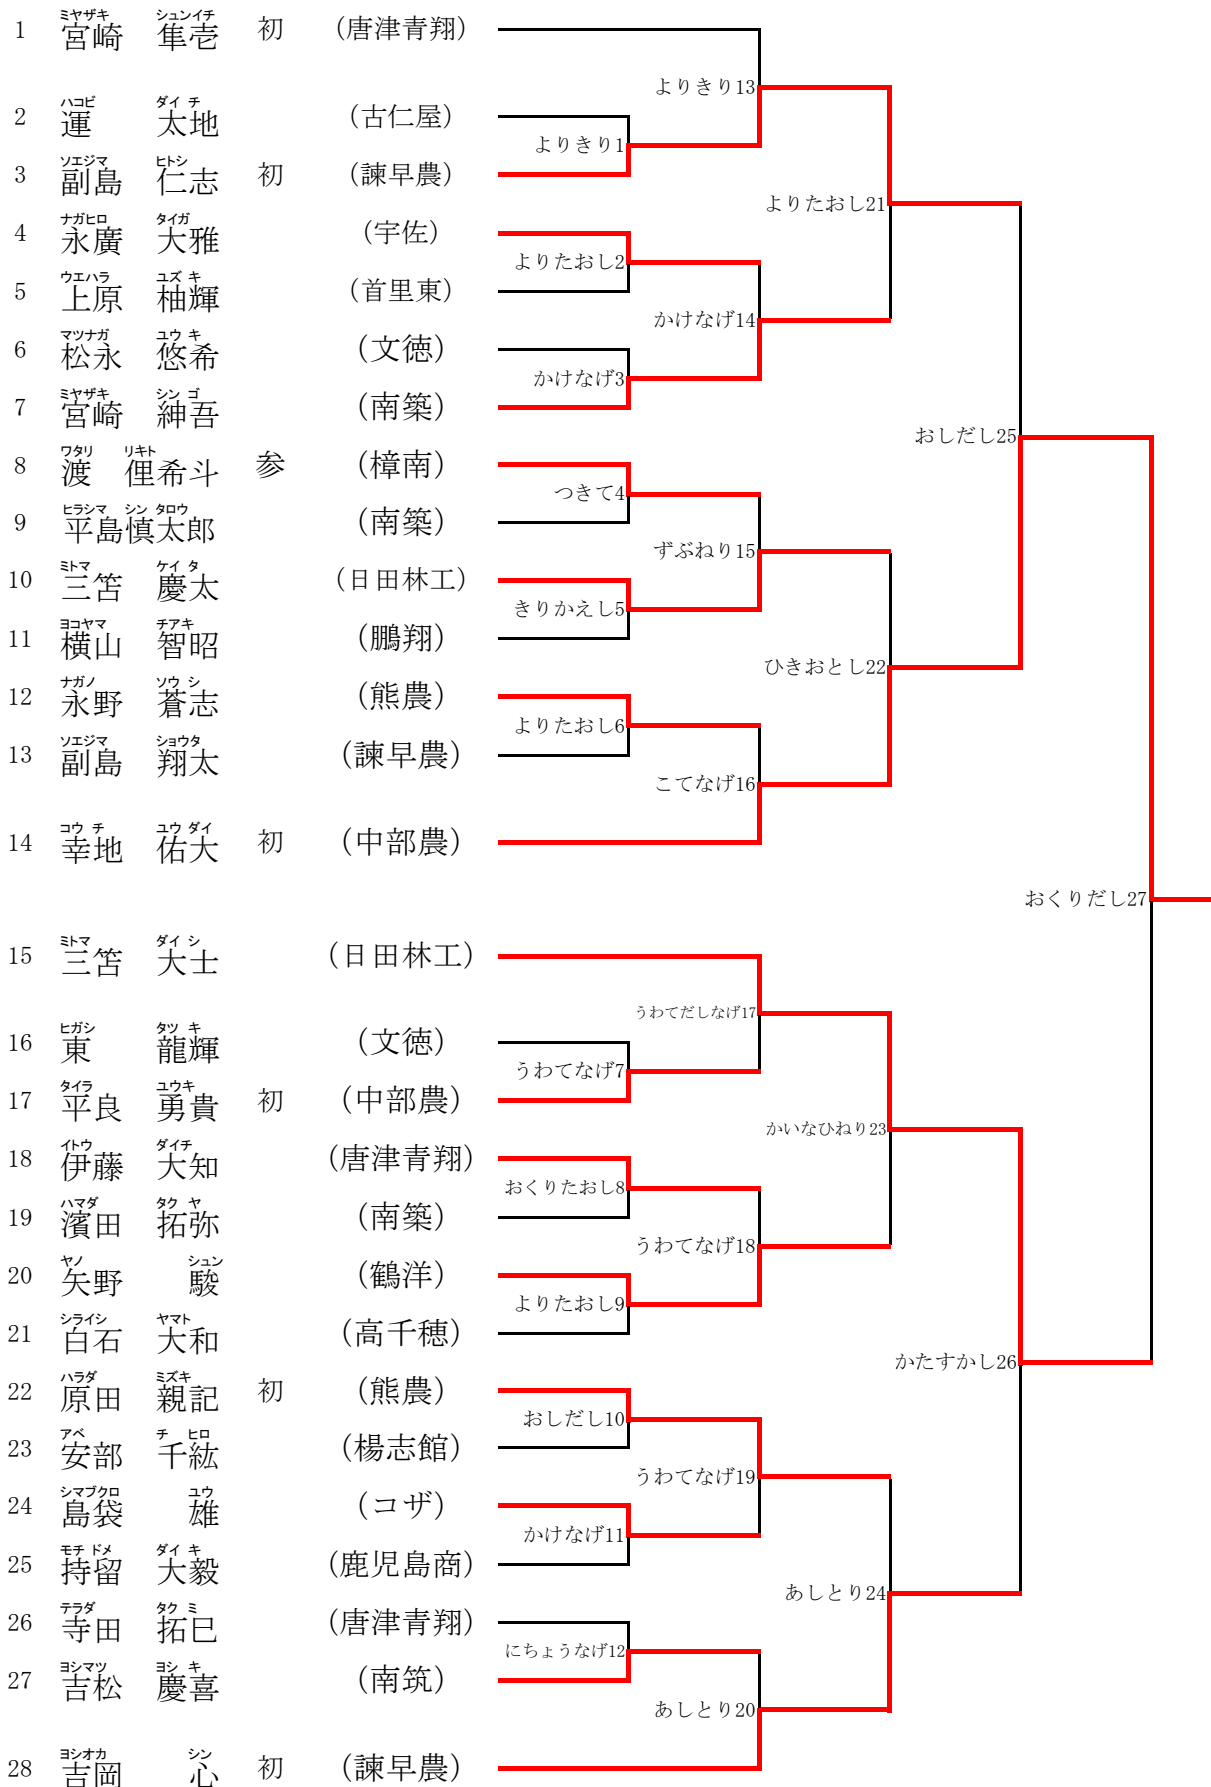 ミヤザキ シュンイチ
1 宮崎 隼壱 初 (唐津青翔)
よりきり13
ハコビ ダイ チ
2 運 太地 (古仁屋)
よりきり1
ソエジマ ヒトシ
3 副島 仁志 初 (諫早農)
よりたおし21
ナガヒロ タイガ
4 永廣 大雅 (宇佐)
よりたおし2
ウエハラ ユズ キ
5 上原 柚輝 (首里東)
かけなげ14
マツナガ ユウ キ
6 松永 悠希 (文徳)
かけなげ3
ミヤザキ シン ゴ
7 宮崎 紳吾 (南築)
おしだし25
ワタリ リキト
8 渡 俚希斗 参 (樟南)
つきて4
ヒラシマ シン タロウ
9 平島慎太郎 (南築)
ずぶねり15
ミトマ ケイ タ
10 三笘 慶太 (日田林工)
きりかえし5
ヨコヤマ チアキ
11 横山 智昭 (鵬翔)
ひきおとし22
ナガノ ソウ シ
12 永野 蒼志 (熊農)
よりたおし6
ソエジマ ショウタ
13 副島 翔太 (諫早農)
こてなげ16
コウ チ ユウ ダイ
14 幸地 佑大 初 (中部農)
おくりだし27
ミトマ ダイ シ
15 三笘 大士 (日田林工)
うわてだしなげ17
ヒガシ タツ キ
16 東 龍輝 (文徳)
うわてなげ7
タイラ ユウキ
17 平良 勇貴 初 (中部農)
かいなひねり23
イトウ ダイチ
18 伊藤 大知 (唐津青翔)
おくりたおし8
ハマダ タク ヤ
19 濱田 拓弥 (南築)
うわてなげ18
ヤノ シュン
20 矢野 駿 (鶴洋)
よりたおし9
シライシ ヤマト
21 白石 大和 (高千穂)
かたすかし26
ハラダ ミズキ
22 原田 親記 初 (熊農)
おしだし10
アベ チ ヒロ
23 安部 千紘 (楊志館)
うわてなげ19
シマブクロ ユウ
24 島袋 雄 (コザ)
かけなげ11
モチ ドメ ダイ キ
25 持留 大毅 (鹿児島商)
あしとり24
テラダ タク ミ
26 寺田 拓巳 (唐津青翔)
にちょうなげ12
ヨシマツ ヨシ キ
27 吉松 慶喜 (南筑)
あしとり20
ヨシオカ シン
28 吉岡 心 初 (諫早農)